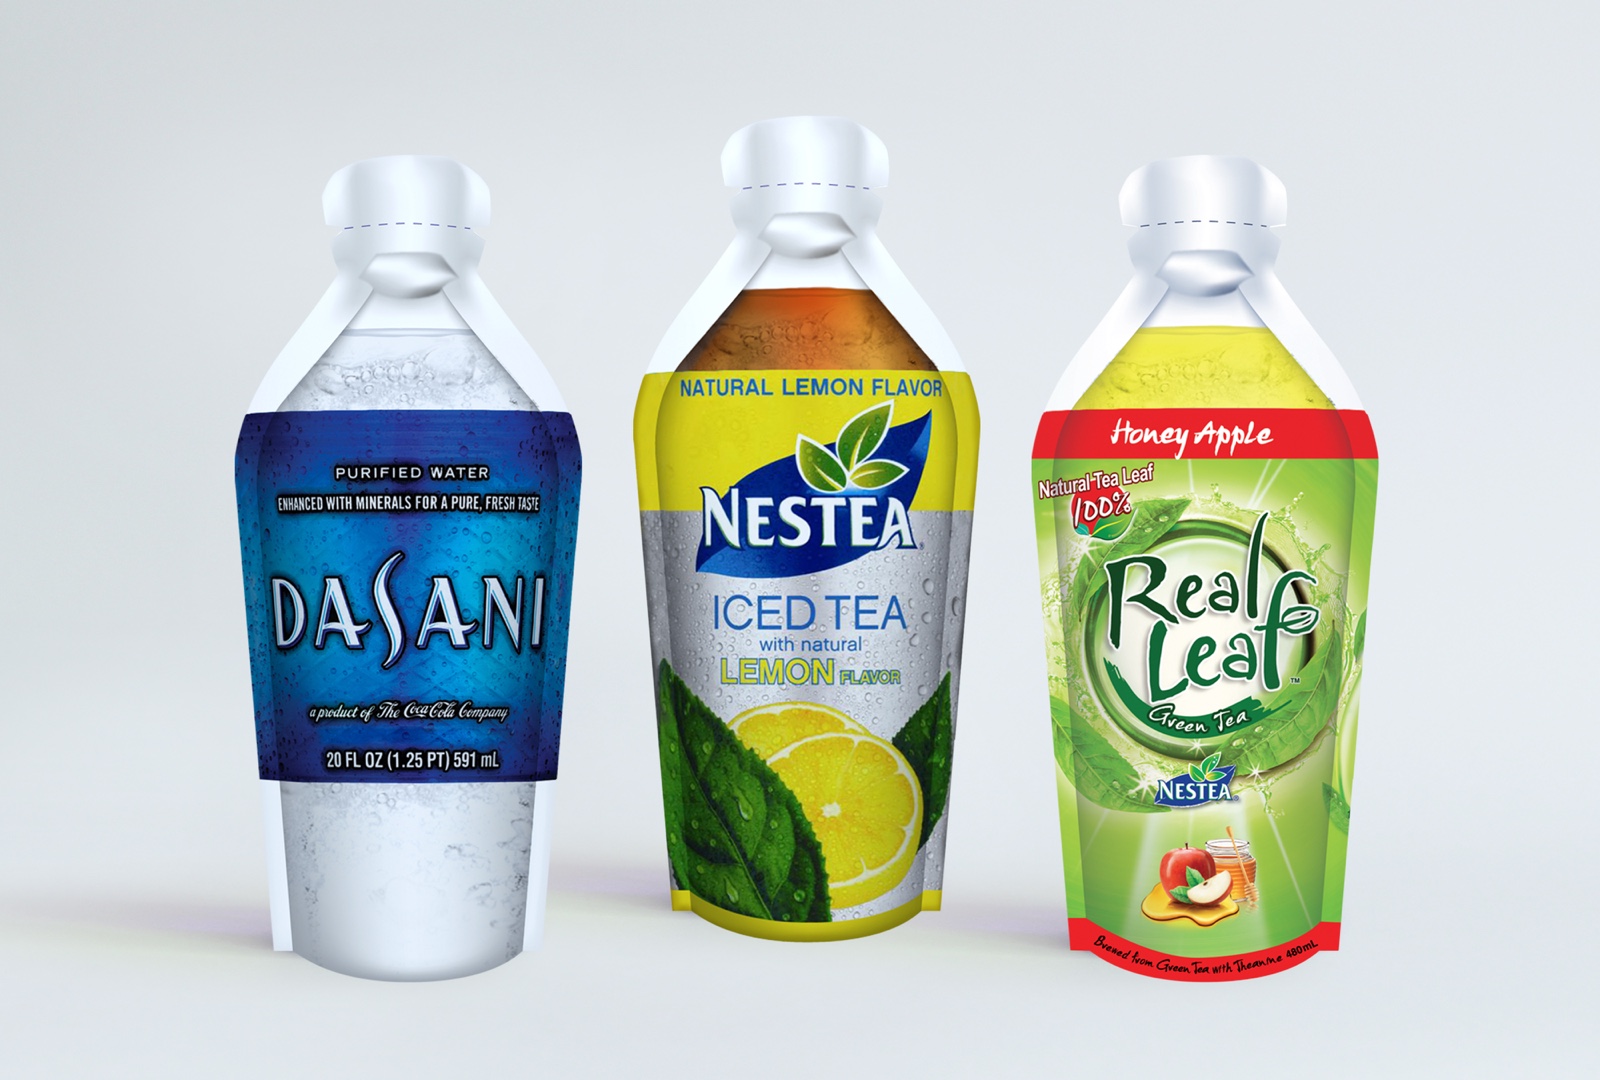 PURIFIED WATER
ENHANCED WITH MINERALS FOR A PURE, FRESH TASTE
DASANI
a product of The Coca-Cola Company
20 FL OZ (1.25 PT) 591 mL
NATURAL LEMON FLAVOR
NESTEA
ICED TEA
with natural
LEMON FLAVOR
Honey Apple
Natural Tea Leaf
100%
Real
Leaf™
Green Tea
NESTEA
Brewed from Green Tea with Theanine 480mL